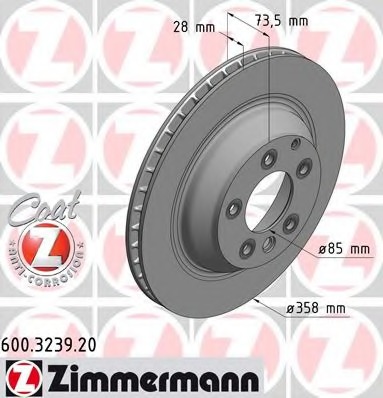 73,5 mm
28 mm
Coat
Z
ANTI-CORROSION
ø85 mm
ø358 mm
600.3239.20
Z Zimmermann